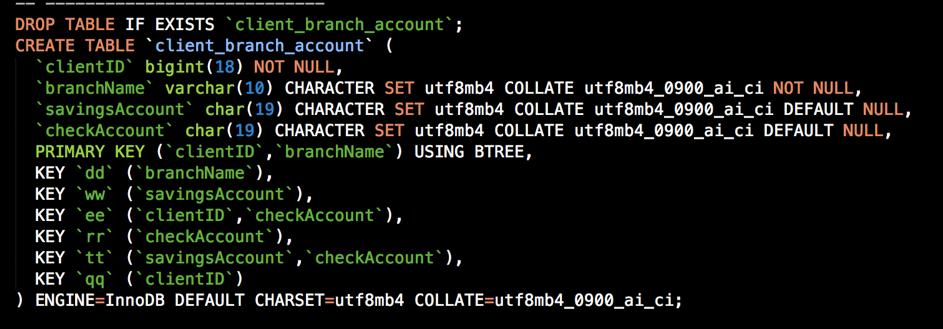 -- ----------------------------
DROP TABLE IF EXISTS `client_branch_account`;
CREATE TABLE `client_branch_account` (
  `clientID` bigint(18) NOT NULL,
  `branchName` varchar(10) CHARACTER SET utf8mb4 COLLATE utf8mb4_0900_ai_ci NOT NULL,
  `savingsAccount` char(19) CHARACTER SET utf8mb4 COLLATE utf8mb4_0900_ai_ci DEFAULT NULL,
  `checkAccount` char(19) CHARACTER SET utf8mb4 COLLATE utf8mb4_0900_ai_ci DEFAULT NULL,
  PRIMARY KEY (`clientID`,`branchName`) USING BTREE,
  KEY `dd` (`branchName`),
  KEY `ww` (`savingsAccount`),
  KEY `ee` (`clientID`,`checkAccount`),
  KEY `rr` (`checkAccount`),
  KEY `tt` (`savingsAccount`,`checkAccount`),
  KEY `qq` (`clientID`)
) ENGINE=InnoDB DEFAULT CHARSET=utf8mb4 COLLATE=utf8mb4_0900_ai_ci;